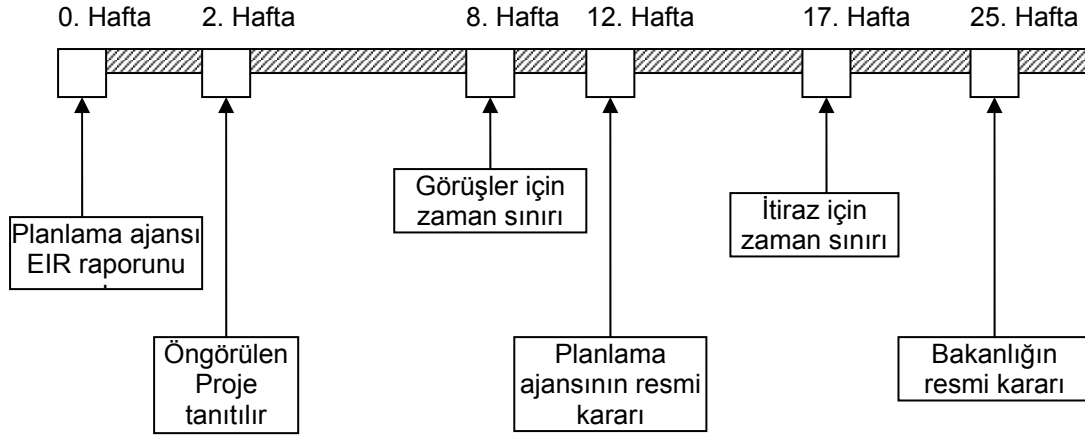 0. Hafta
2. Hafta
8. Hafta
12. Hafta
17. Hafta
25. Hafta
Görüşler için
zaman sınırı
Planlama ajansı
EIR raporunu
İtiraz için
zaman sınırı
Öngörülen
Proje
tanıtılır
Planlama
ajansının resmi
kararı
Bakanlığın
resmi kararı